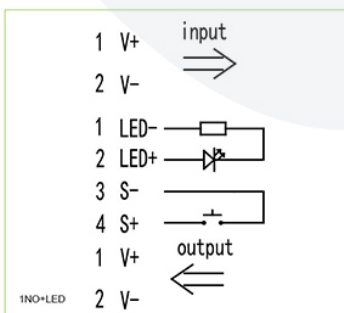 1 V+ input
2 V-
1 LED-
2 LED+
3 S-
4 S+
1 V+ output
1NO+LED 2 V-